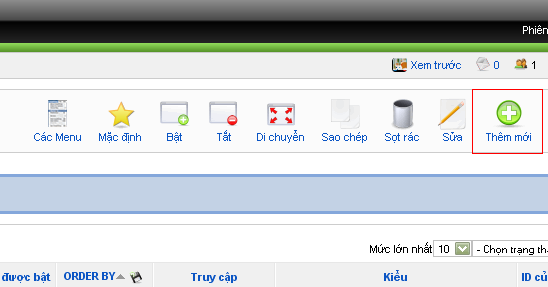 Phiên
Xem trước 0 1
Các Menu Mặc định Bật Tắt Di chuyển Sao chép Sọt rác Sửa Thêm mới
Mức lớn nhất 10 - Chọn trạng thá
được bật ORDER BY Truy cập Kiểu ID củ